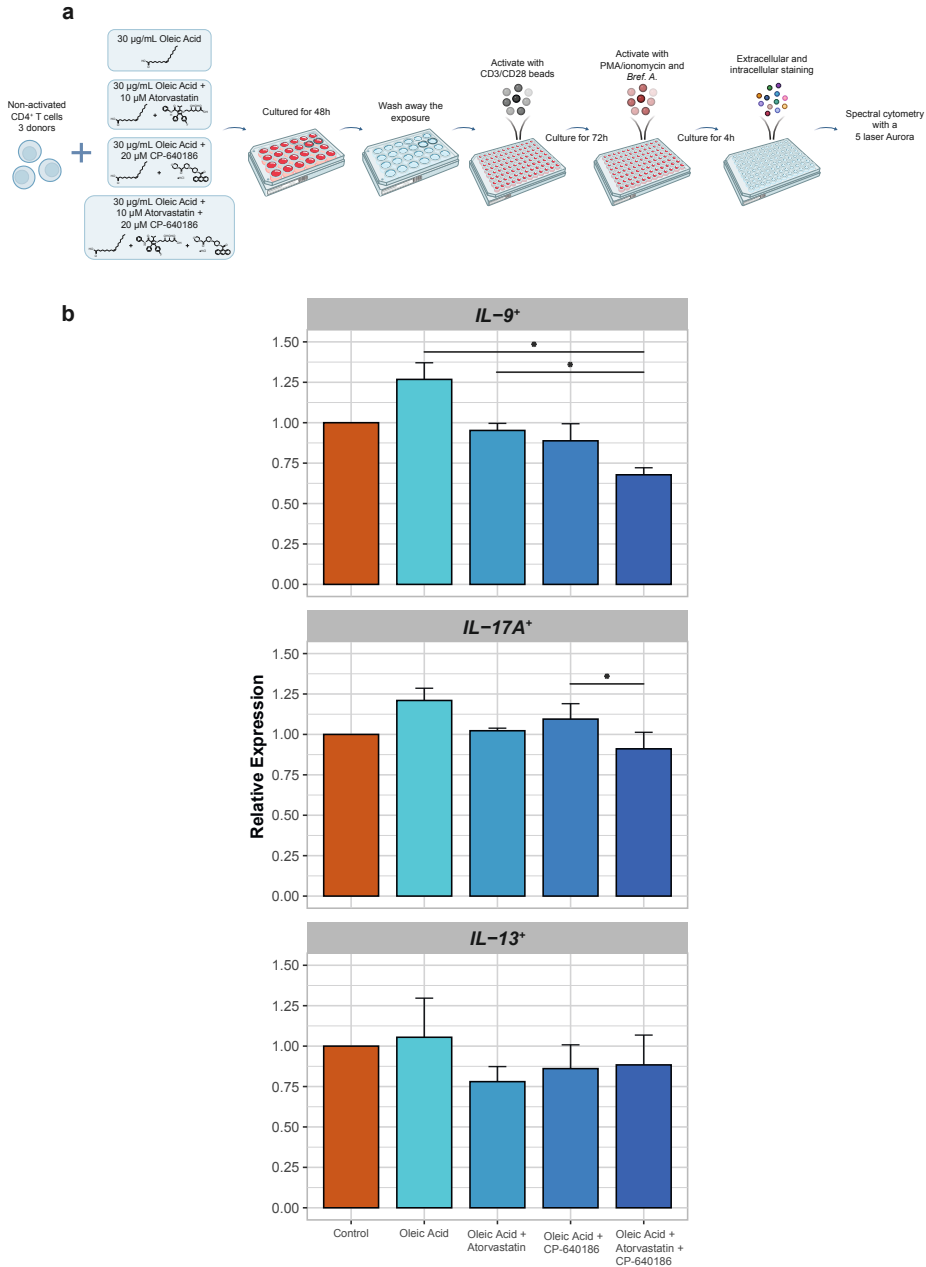 a
Non-activated
CD4⁺ T cells
3 donors
30 µg/mL Oleic Acid
30 µg/mL Oleic Acid +
10 µM Atorvastatin
+
30 µg/mL Oleic Acid +
20 µM CP-640186
+
30 µg/mL Oleic Acid +
10 µM Atorvastatin +
20 µM CP-640186
+ +
Cultured for 48h
Wash away the
exposure
Activate with
CD3/CD28 beads
Culture for 72h
Activate with
PMA/ionomycin and
Bref. A.
Culture for 4h
Extracellular and
intracellular staining
Spectral cytometry
with a
5 laser Aurora
b
Relative Expression
IL−9⁺
1.50
1.25
1.00
0.75
0.50
0.25
0.00
*
*
IL−17A⁺
1.50
1.25
1.00
0.75
0.50
0.25
0.00
*
IL−13⁺
1.50
1.25
1.00
0.75
0.50
0.25
0.00
Control
Oleic Acid
Oleic Acid +
Atorvastatin
Oleic Acid +
CP-640186
Oleic Acid +
Atorvastatin +
CP-640186